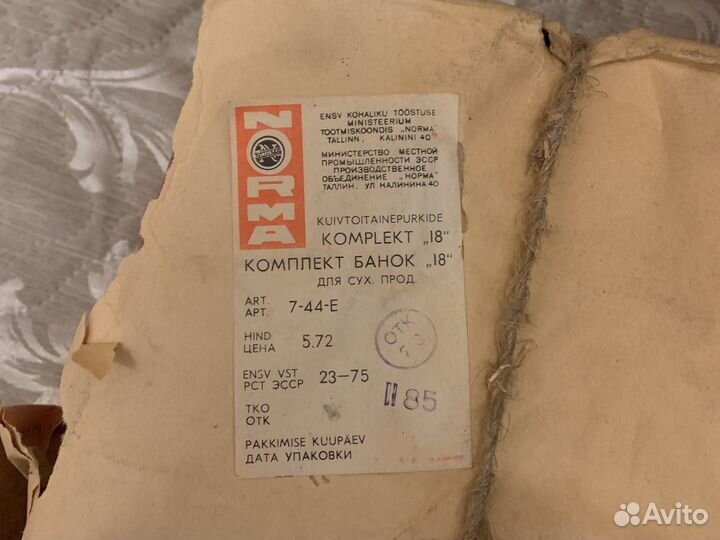 NORMA
ENSV KOHALIKU TÖÖSTUSE
MINISTEERIUM
TOOTMISKOONDIS „NORMA"
TALLINN, KALININI 40
МИНИСТЕРСТВО МЕСТНОЙ
ПРОМЫШЛЕННОСТИ ЭССР
ПРОИЗВОДСТВЕННОЕ
ОБЪЕДИНЕНИЕ „НОРМА"
ТАЛЛИН, УЛ КАЛИНИНА 40
KUIVTOITAINEPURKIDE
KOMPLEKT „18"
КОМПЛЕКТ БАНОК „18"
ДЛЯ СУХ. ПРОД.
ART. 7-44-E
АРТ.
HIND 5.72
ЦЕНА
ОТК
ENSV VST 23—75
РСТ ЭССР
II 85
TKO
ОТК
PAKKIMISE KUUPÄEV
ДАТА УПАКОВКИ
Avito